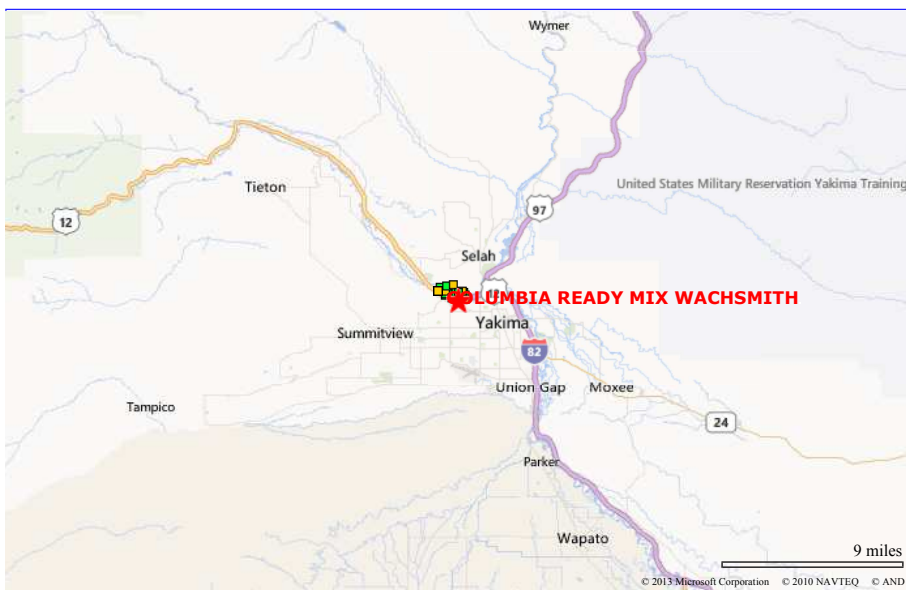 Wymer
Tieton
United States Military Reservation Yakima Training
12
97
Selah
COLUMBIA READY MIX WACHSMITH
Yakima
Summitview
82
Union Gap
Moxee
Tampico
24
Parker
Wapato
9 miles
© 2013 Microsoft Corporation © 2010 NAVTEQ © AND